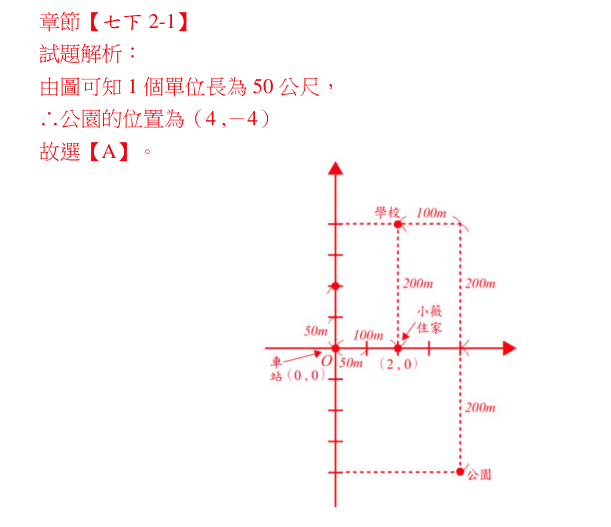 章節【七下 2-1】
試題解析：
由圖可知 1 個單位長為 50 公尺，
∴公園的位置為（4 ,－4）
故選【A】。
學校
100m
200m
200m
小薇
住家
50m
100m
車
站(0,0)
O
50m
(2,0)
200m
公園